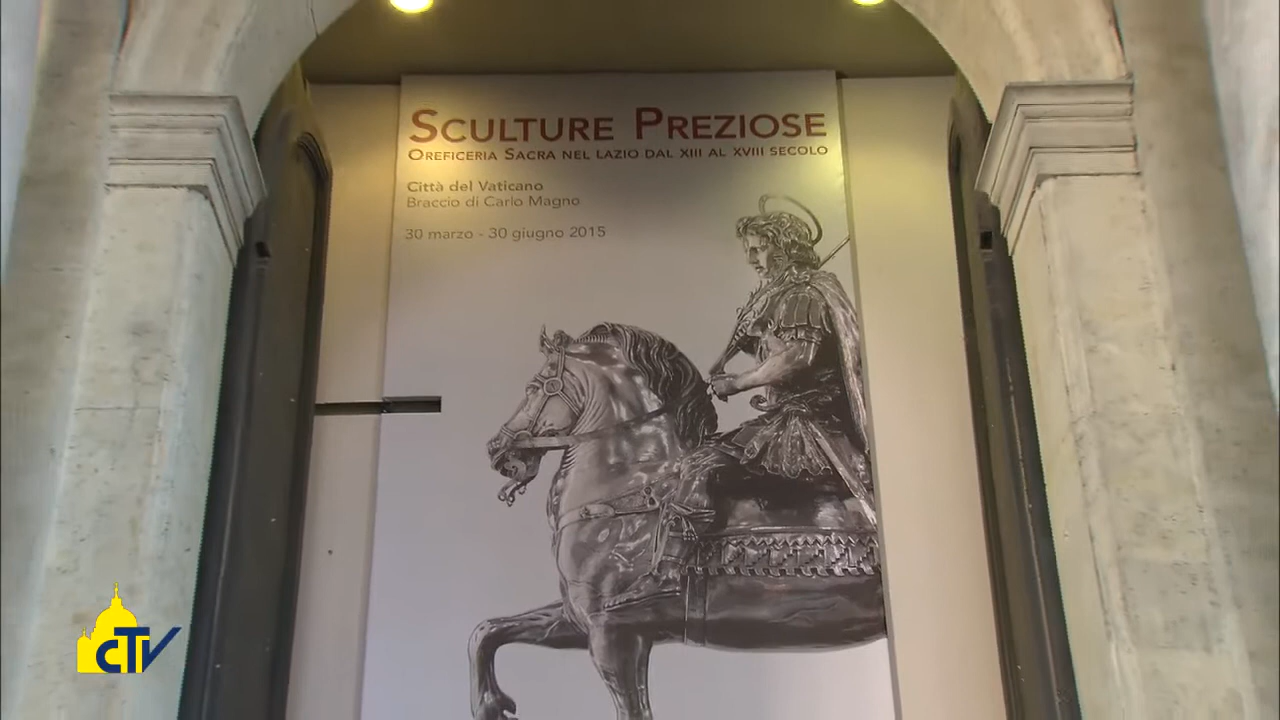 SCULTURE PREZIOSE
OREFICERIA SACRA NEL LAZIO DAL XIII AL XVIII SECOLO
Città del Vaticano
Braccio di Carlo Magno
30 marzo - 30 giugno 2015
CTV